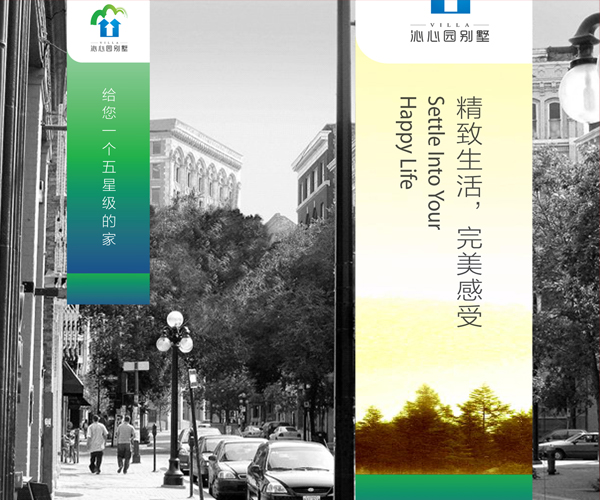 VILLA
沁心园别墅
给您一个五星级的家
VILLA
沁心园别墅
精致生活，完美感受
Settle Into Your
Happy Life